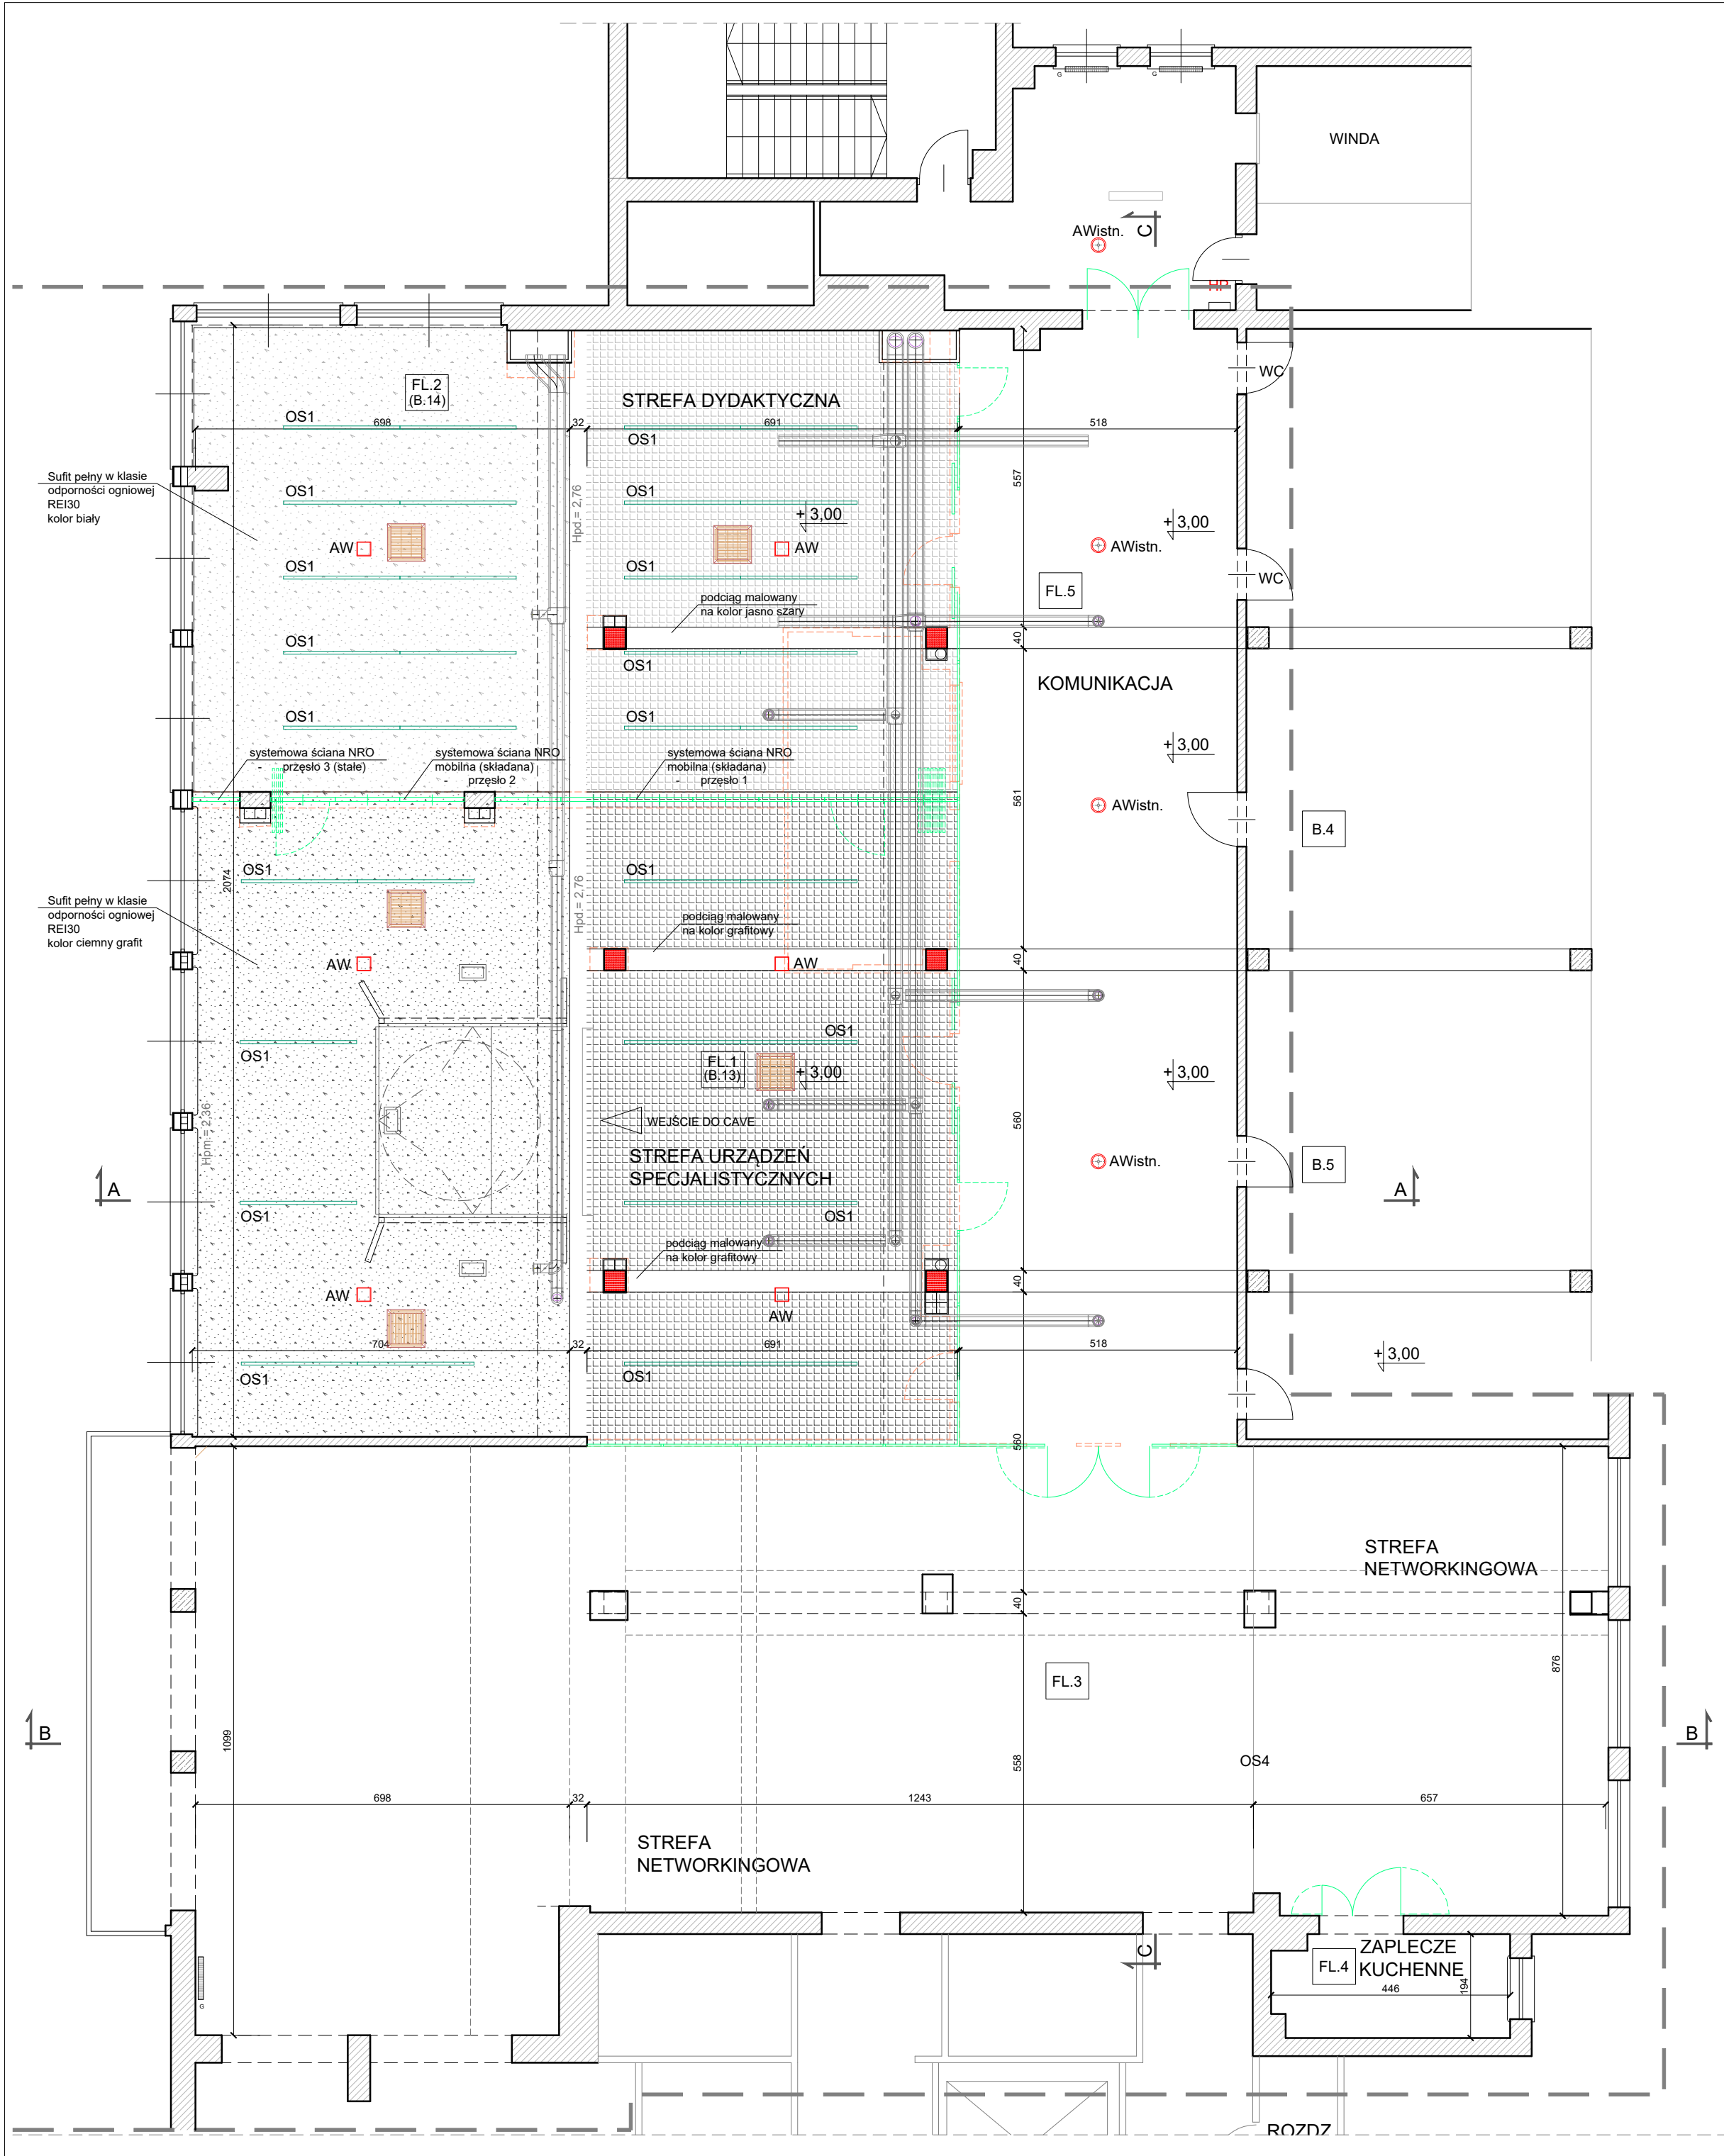 G
G
WINDA
AWistn.
C
HP
FL.2
(B.14)
STREFA DYDAKTYCZNA
WC
OS1
698
32
691
518
OS1
557
Sufit pełny w klasie
odporności ogniowej
REI30
kolor biały
OS1
OS1
Hpd = 2,76
+ 3,00
+ 3,00
AW
AW
AWistn.
OS1
OS1
WC
FL.5
podciąg malowany
na kolor jasno szary
40
OS1
OS1
KOMUNIKACJA
OS1
OS1
+ 3,00
systemowa ściana NRO
- przęsło 3 (stałe)
systemowa ściana NRO
mobilna (składana)
- przęsło 2
systemowa ściana NRO
mobilna (składana)
- przęsło 1
561
AWistn.
B.4
OS1
OS1
2074
Hpd = 2,76
Sufit pełny w klasie
odporności ogniowej
REI30
kolor ciemny grafit
podciąg malowany
na kolor grafitowy
40
AW
AW
OS1
OS1
FL.1
(B.13)
+ 3,00
+ 3,00
Hpm = 2,36
WEJŚCIE DO CAVE
560
STREFA URZĄDZEŃ
SPECJALISTYCZNYCH
AWistn.
B.5
A
A
OS1
OS1
podciąg malowany
na kolor grafitowy
40
AW
AW
704
32
691
518
+ 3,00
OS1
OS1
560
STREFA
NETWORKINGOWA
40
FL.3
876
B
B
1099
558
OS4
698
32
1243
657
STREFA
NETWORKINGOWA
C
FL.4
ZAPLECZE
KUCHENNE
446
194
G
ROZDZ